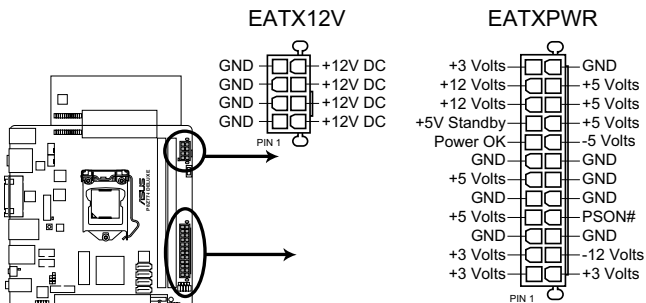 EATX12V
EATXPWR
GND +12V DC
GND +12V DC
GND +12V DC
GND +12V DC
PIN 1
+3 Volts GND
+12 Volts +5 Volts
+12 Volts +5 Volts
+5V Standby +5 Volts
Power OK -5 Volts
GND GND
+5 Volts GND
GND GND
+5 Volts PSON#
GND GND
+3 Volts -12 Volts
+3 Volts +3 Volts
PIN 1
ASUS
P8Z77-I DELUXE